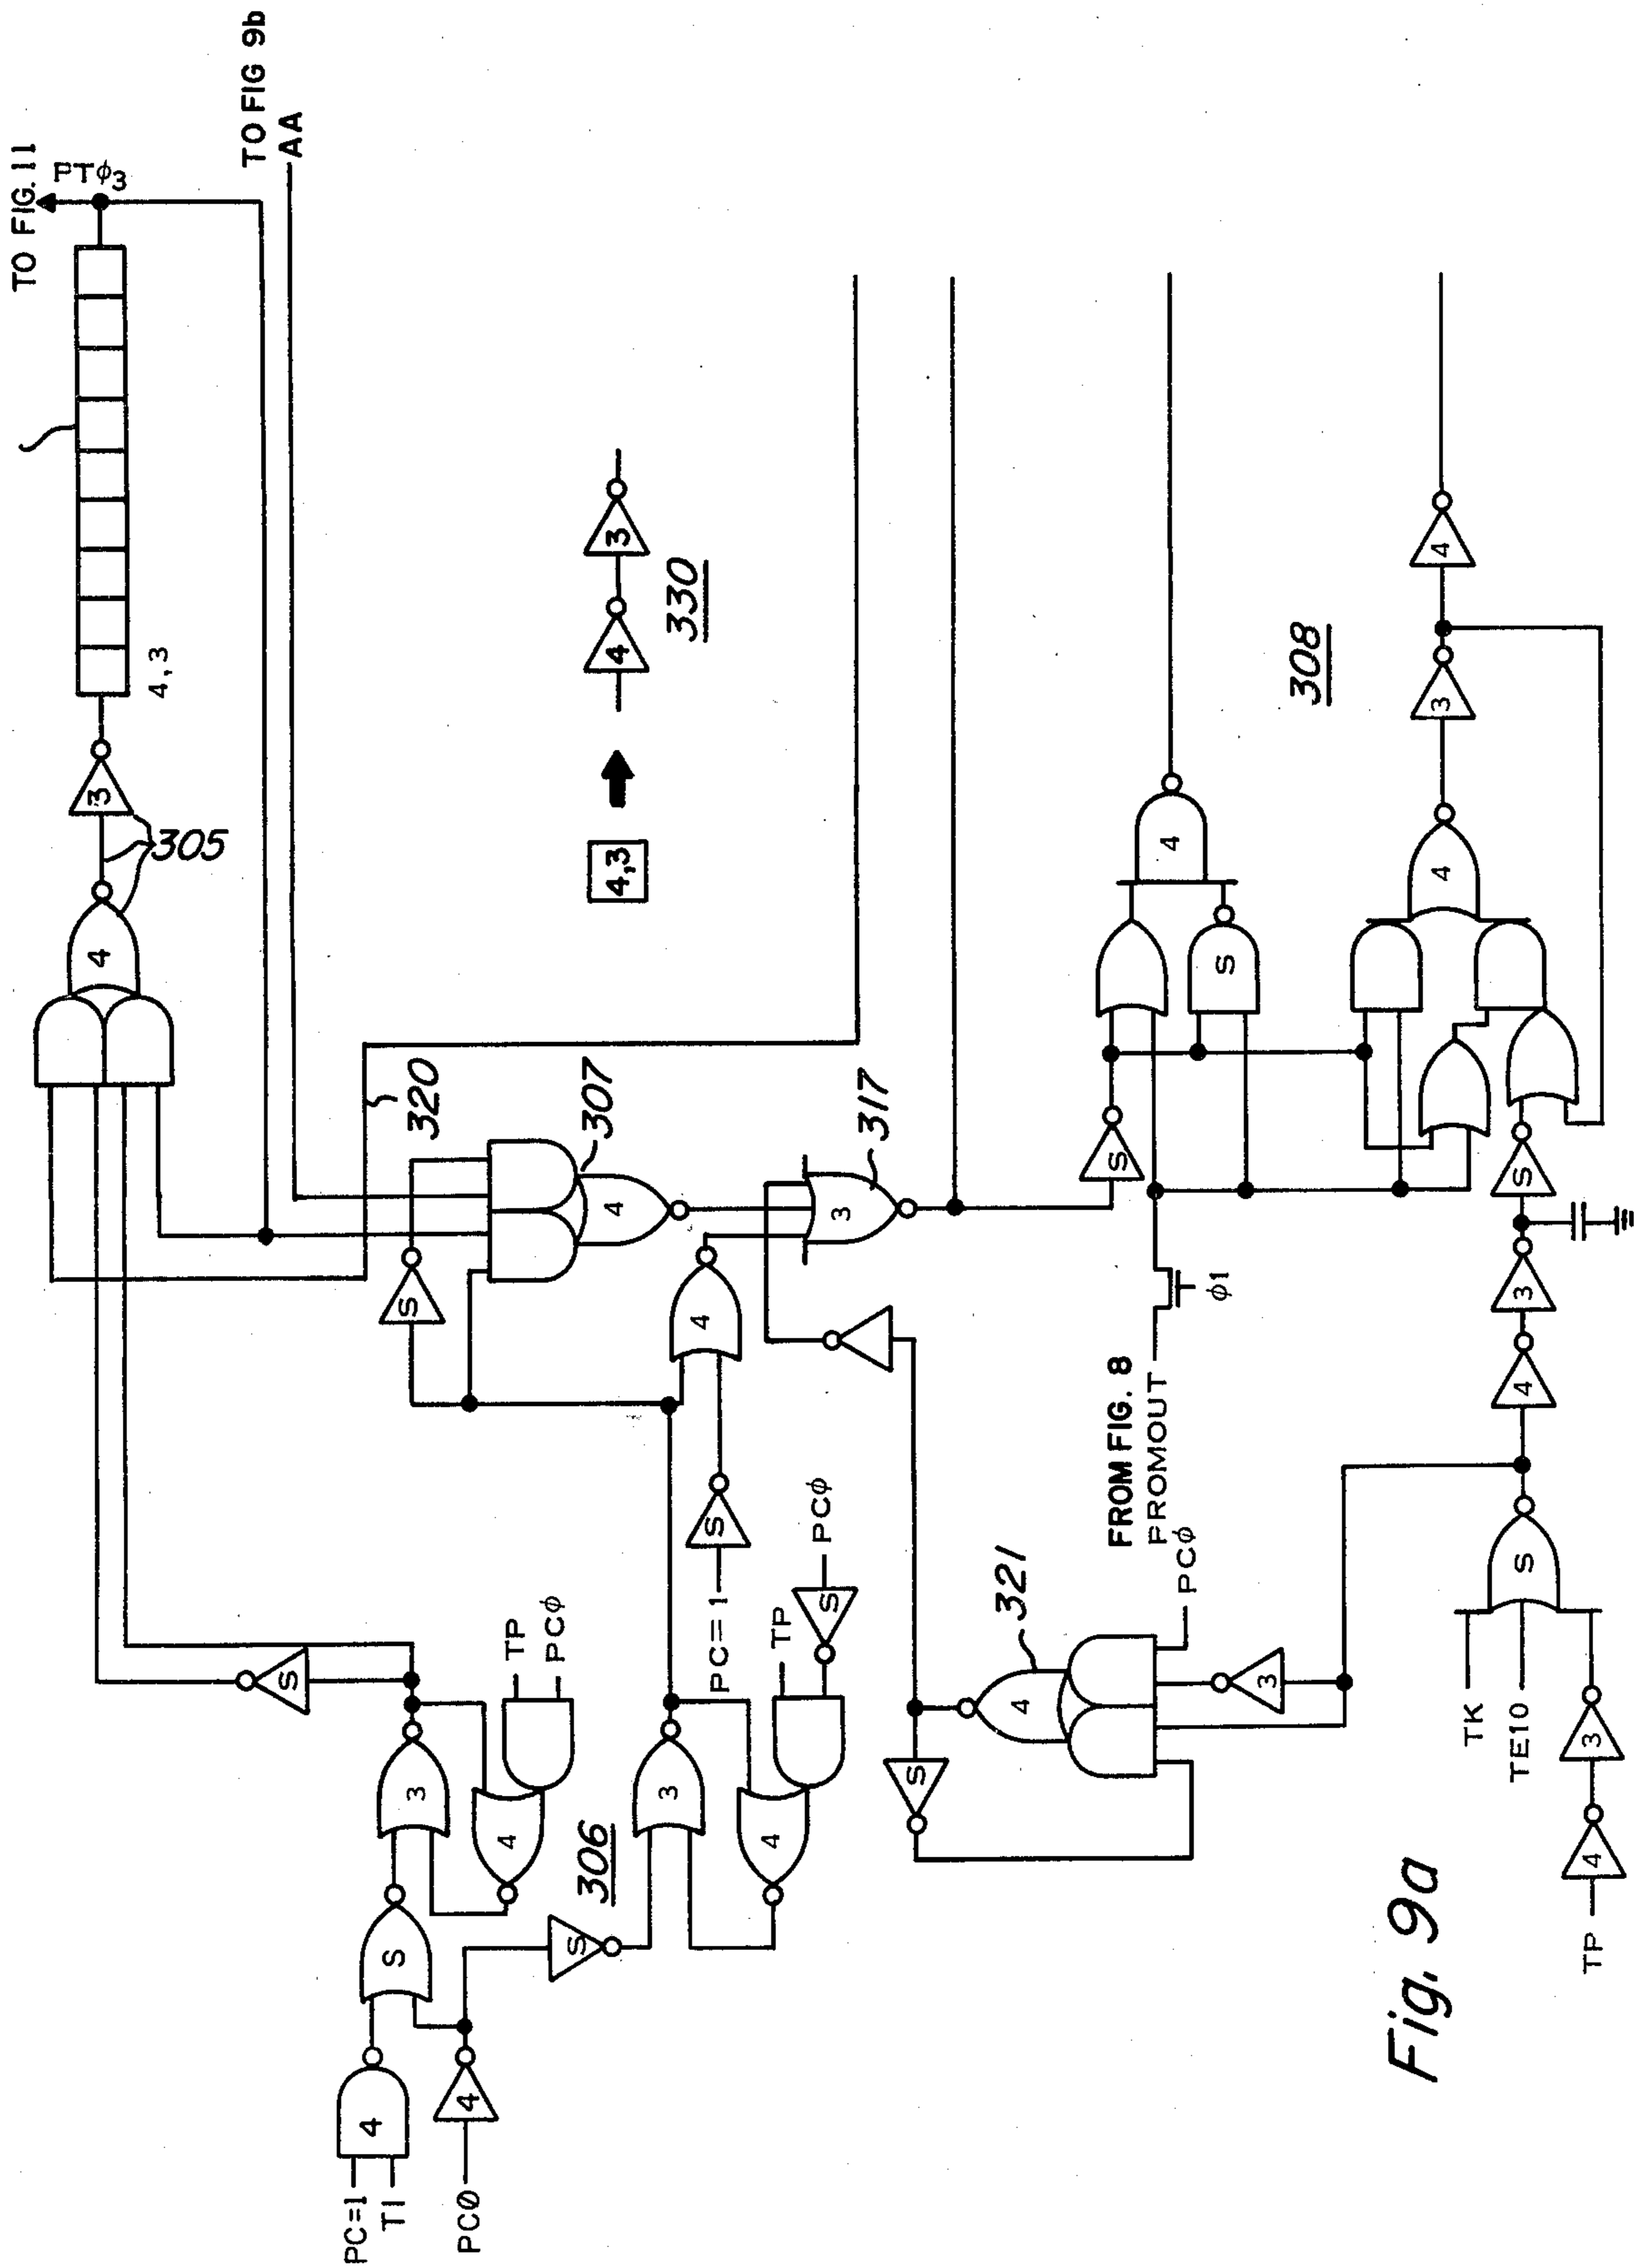 TO FIG. 11
PTϕ3
TO FIG 9b
AA
4,3
3
305
4
320
307
S
4
4,3
4
3
330
317
3
S
4
S
4
308
4
3
4
S
3
4
FROM FIG. 8
PROMOUT
ϕ1
PC=1
S
S
TP
PCϕ
3
4
S
TP
PCϕ
306
3
4
S
321
4
PCϕ
S
3
TK
TE10
S
TP
4
3
PC=1
T1
4
S
PC0
4
Fig. 9a